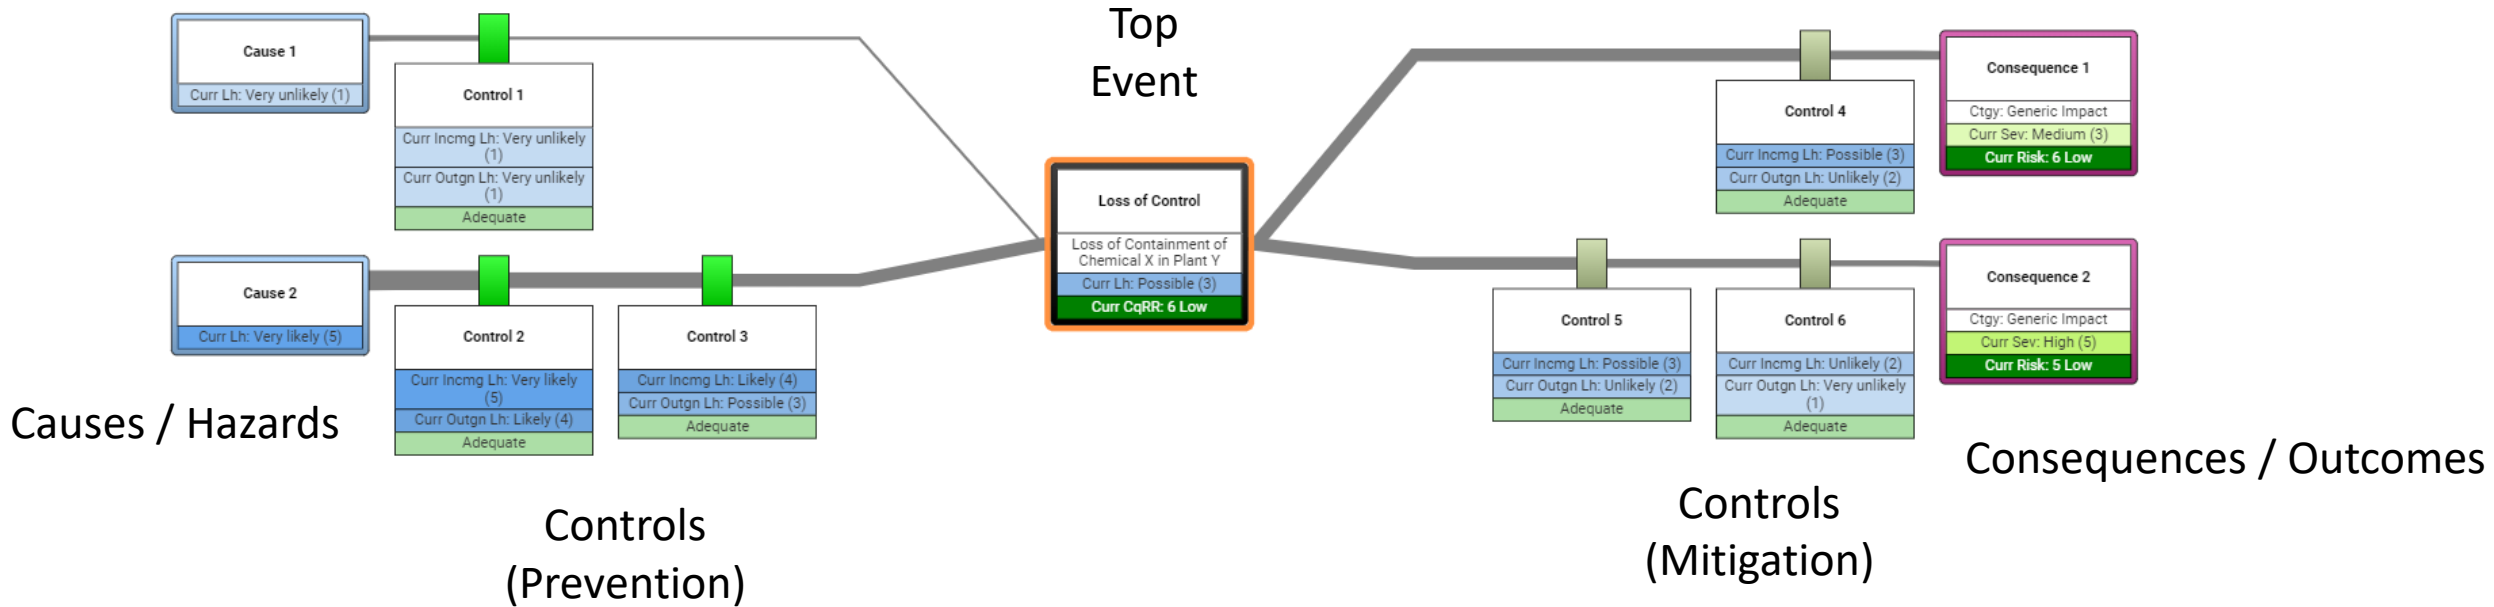 Top
Event
Cause 1
Curr Lh: Very unlikely (1)
Control 1
Curr Incmg Lh: Very unlikely
(1)
Curr Outgn Lh: Very unlikely
(1)
Adequate
Cause 2
Curr Lh: Very likely (5)
Control 2
Curr Incmg Lh: Very likely
(5)
Curr Outgn Lh: Likely (4)
Adequate
Control 3
Curr Incmg Lh: Likely (4)
Curr Outgn Lh: Possible (3)
Adequate
Causes / Hazards
Controls
(Prevention)
Loss of Control
Loss of Containment of
Chemical X in Plant Y
Curr Lh: Possible (3)
Curr CqRR: 6 Low
Control 4
Curr Incmg Lh: Possible (3)
Curr Outgn Lh: Unlikely (2)
Adequate
Consequence 1
Ctgy: Generic Impact
Curr Sev: Medium (3)
Curr Risk: 6 Low
Control 5
Curr Incmg Lh: Possible (3)
Curr Outgn Lh: Unlikely (2)
Adequate
Control 6
Curr Incmg Lh: Unlikely (2)
Curr Outgn Lh: Very unlikely
(1)
Adequate
Consequence 2
Ctgy: Generic Impact
Curr Sev: High (5)
Curr Risk: 5 Low
Consequences / Outcomes
Controls
(Mitigation)